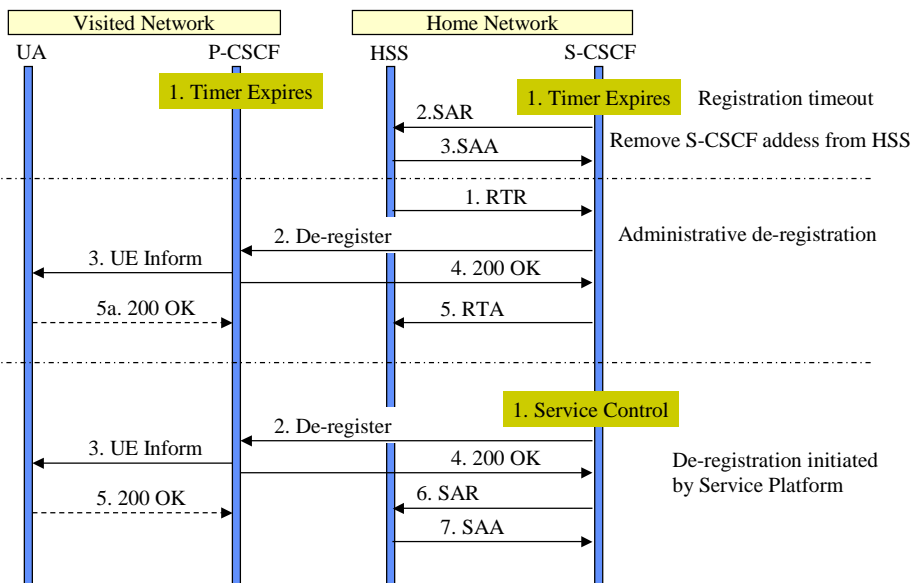 Visited Network
Home Network
UA
P-CSCF
HSS
S-CSCF
1. Timer Expires
1. Timer Expires
Registration timeout
2.SAR
Remove S-CSCF addess from HSS
3.SAA
1. RTR
2. De-register
Administrative de-registration
3. UE Inform
4. 200 OK
5a. 200 OK
5. RTA
1. Service Control
2. De-register
3. UE Inform
4. 200 OK
De-registration initiated
by Service Platform
5. 200 OK
6. SAR
7. SAA